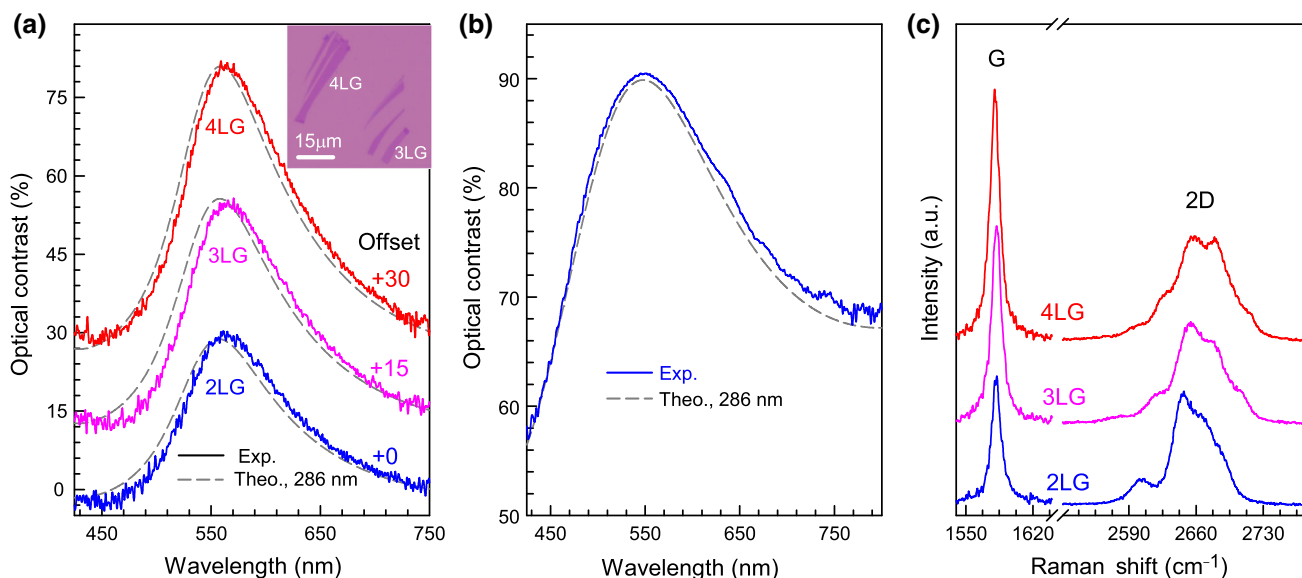 (a)
Optical contrast (%)
75
60
45
30
15
0
4LG
3LG
2LG
4LG
15μm
3LG
Offset
+30
+15
+0
Exp.
Theo., 286 nm
450
550
650
750
Wavelength (nm)
(b)
Optical contrast (%)
90
80
70
60
50
Exp.
Theo., 286 nm
450
500
550
600
650
700
750
Wavelength (nm)
(c)
Intensity (a.u.)
G
2D
4LG
3LG
2LG
1550
1620
2590
2660
2730
Raman shift (cm⁻¹)